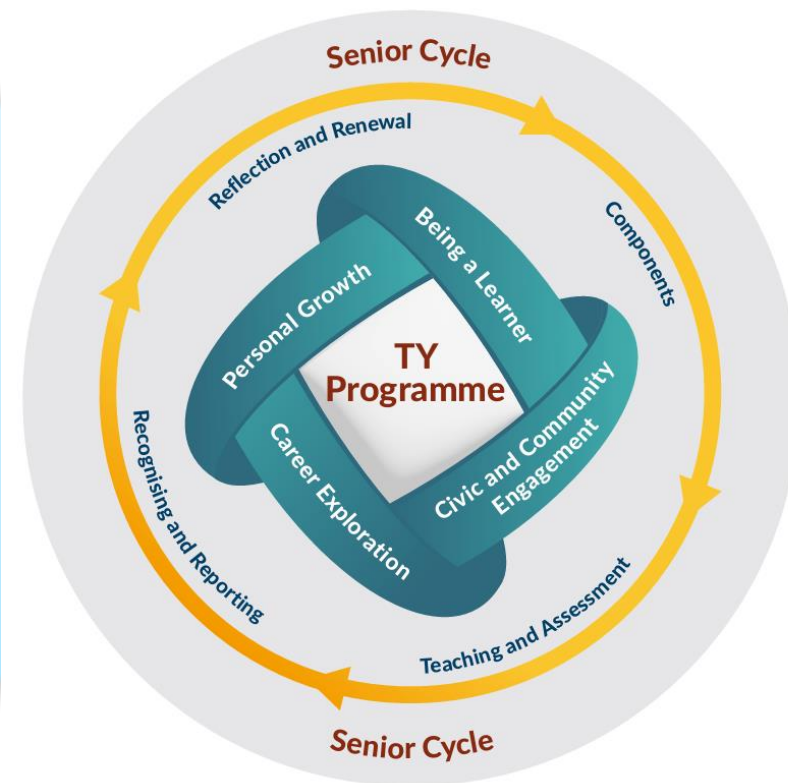 Senior Cycle
Reflection and Renewal
Components
Being a Learner
Personal Growth
TY
Programme
Civic and Community
Engagement
Career Exploration
Recognising and Reporting
Teaching and Assessment
Senior Cycle